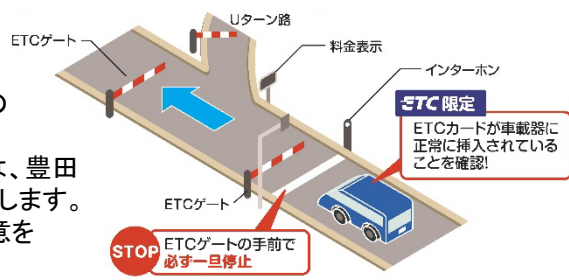 Uターン路
ETCゲート
料金表示
インターホン
の
ETC 限定
ETCカードが車載器に
正常に挿入されている
ことを確認!
、豊田
します。
意を
ETCゲート
STOP
ETCゲートの手前で
必ず一旦停止